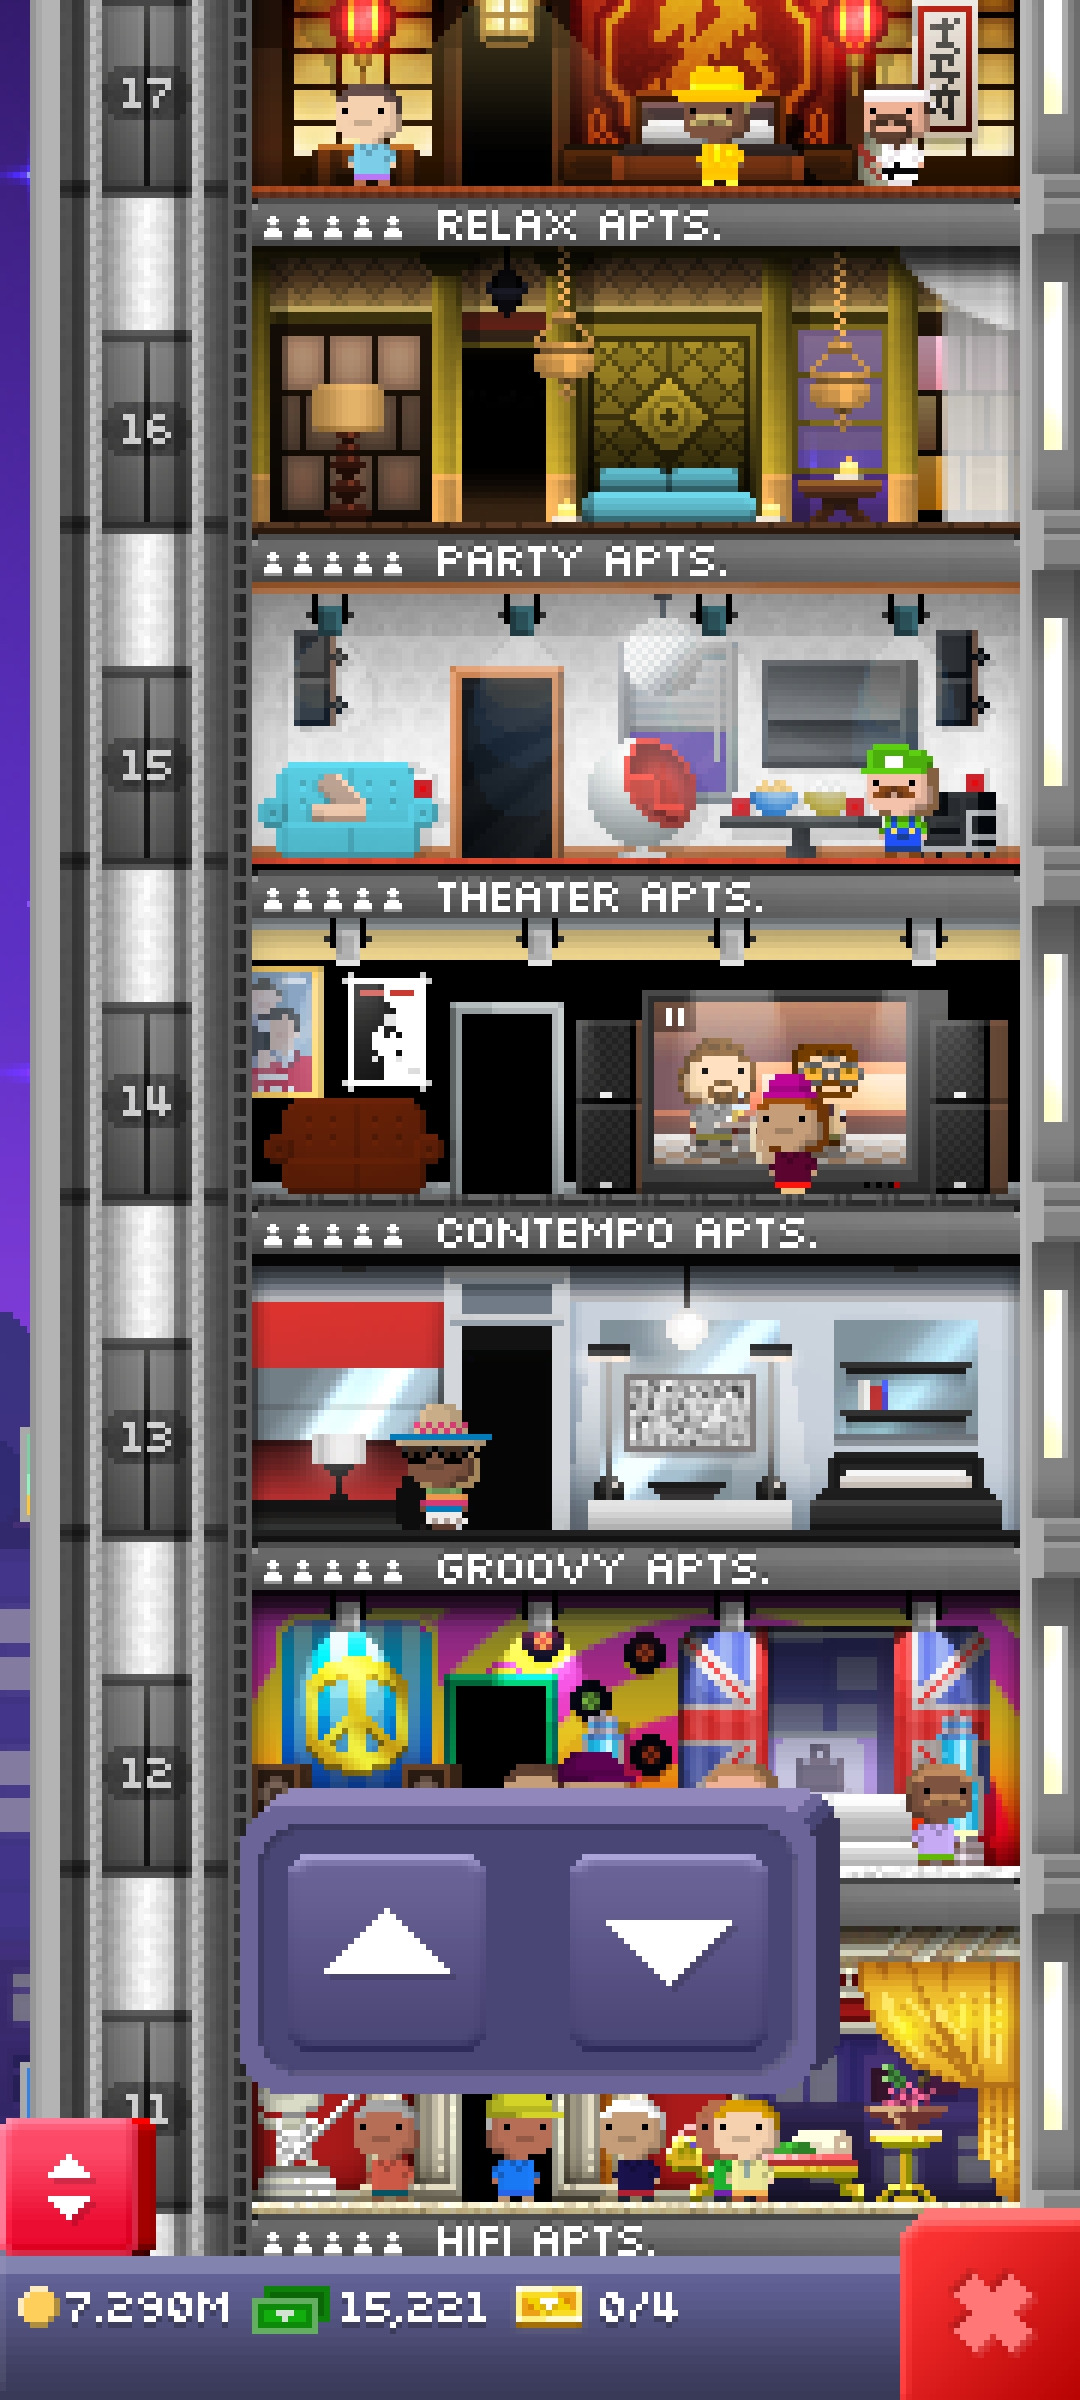 17
RELAX APTS.
16
PARTY APTS.
15
THEATER APTS.
14
CONTEMPO APTS.
13
GROOVY APTS.
12
11
HIFI APTS.
7.290M 15,221 0/4